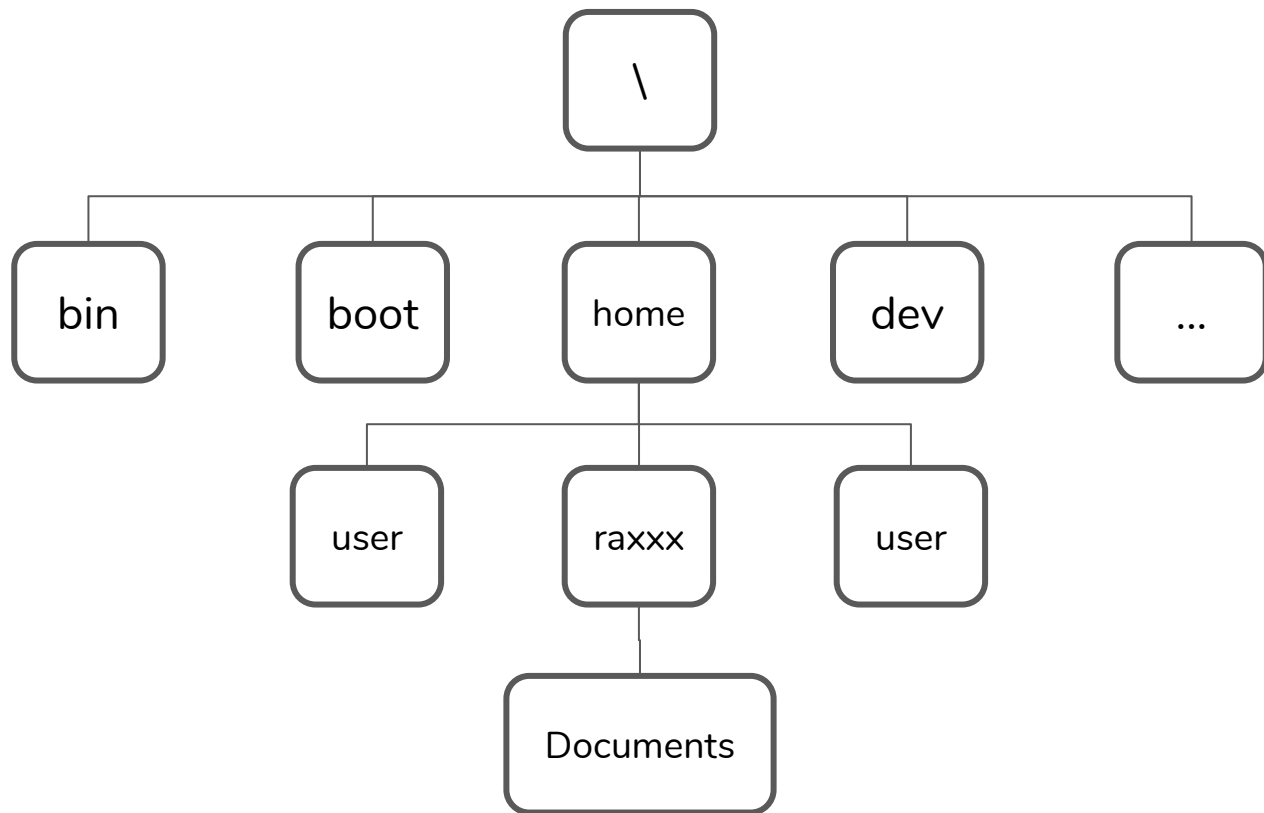 \
bin
boot
home
dev
...
user
raxxx
user
Documents